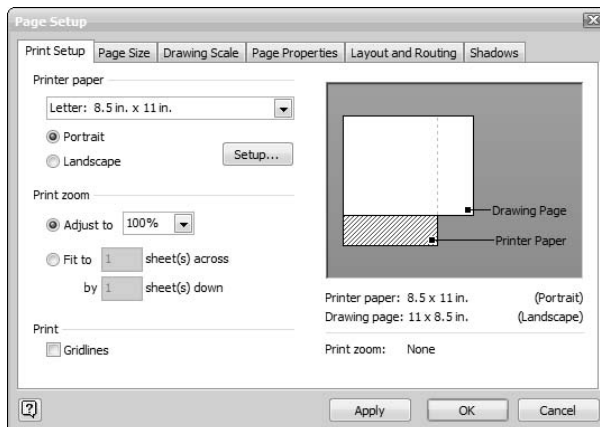 Page Setup
Print Setup Page Size Drawing Scale Page Properties Layout and Routing Shadows
Printer paper
Letter: 8.5 in. x 11 in.
Portrait
Landscape
Setup...
Print zoom
Adjust to 100%
Fit to 1 sheet(s) across
by 1 sheet(s) down
Print
Gridlines
Drawing Page
Printer Paper
Printer paper: 8.5 x 11 in. (Portrait)
Drawing page: 11 x 8.5 in. (Landscape)
Print zoom: None
?
Apply OK Cancel